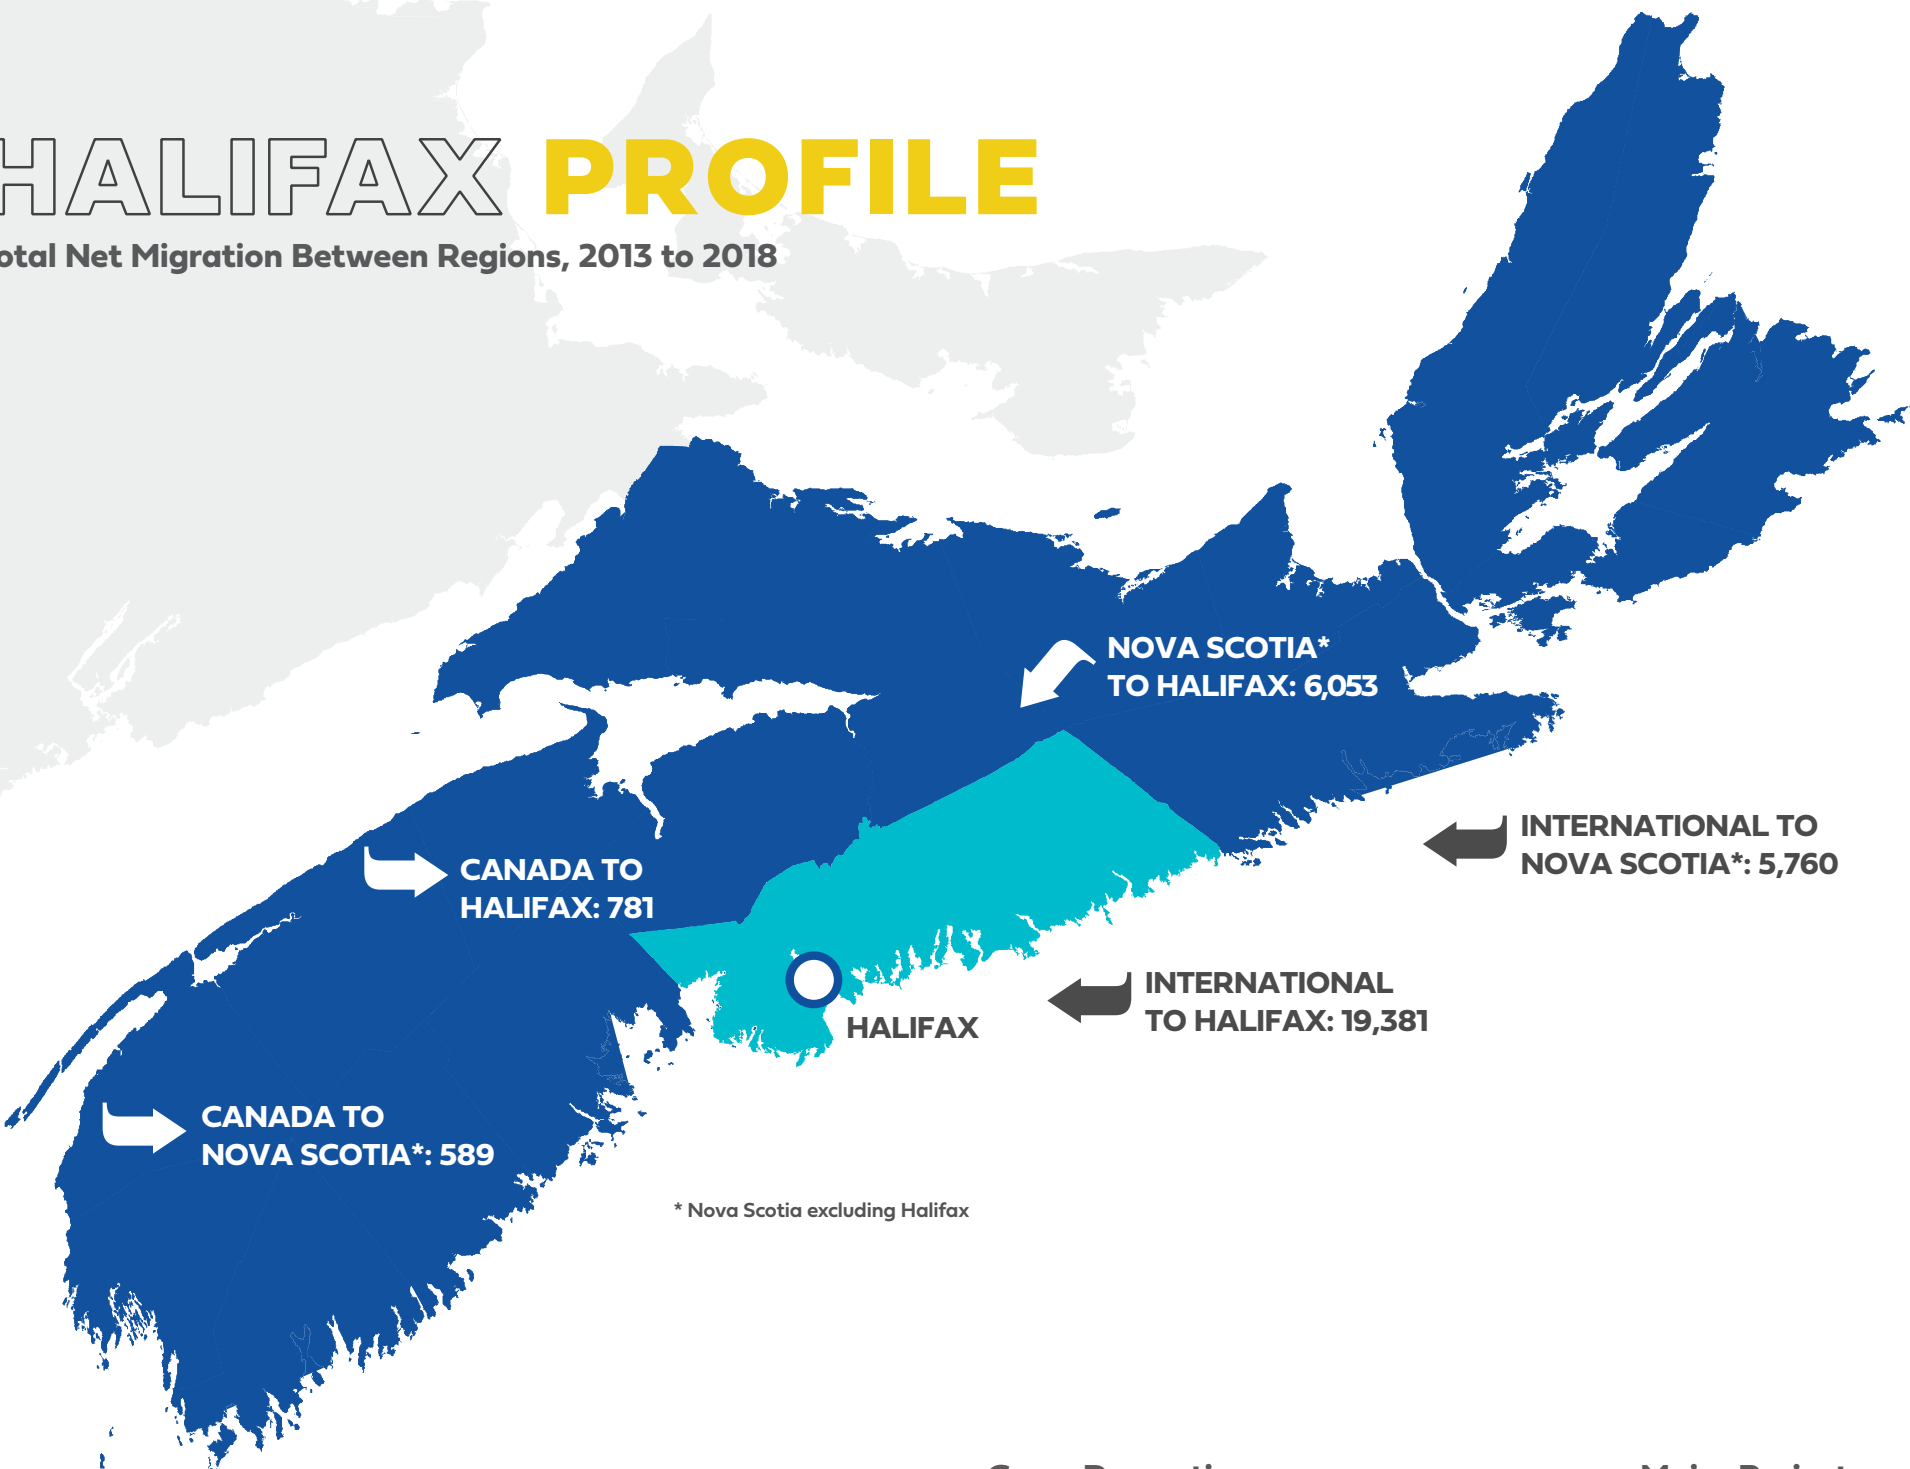 HALIFAX PROFILE
otal Net Migration Between Regions, 2013 to 2018
NOVA SCOTIA*
TO HALIFAX: 6,053
INTERNATIONAL TO
NOVA SCOTIA*: 5,760
CANADA TO
HALIFAX: 781
INTERNATIONAL
TO HALIFAX: 19,381
HALIFAX
CANADA TO
NOVA SCOTIA*: 589
* Nova Scotia excluding Halifax